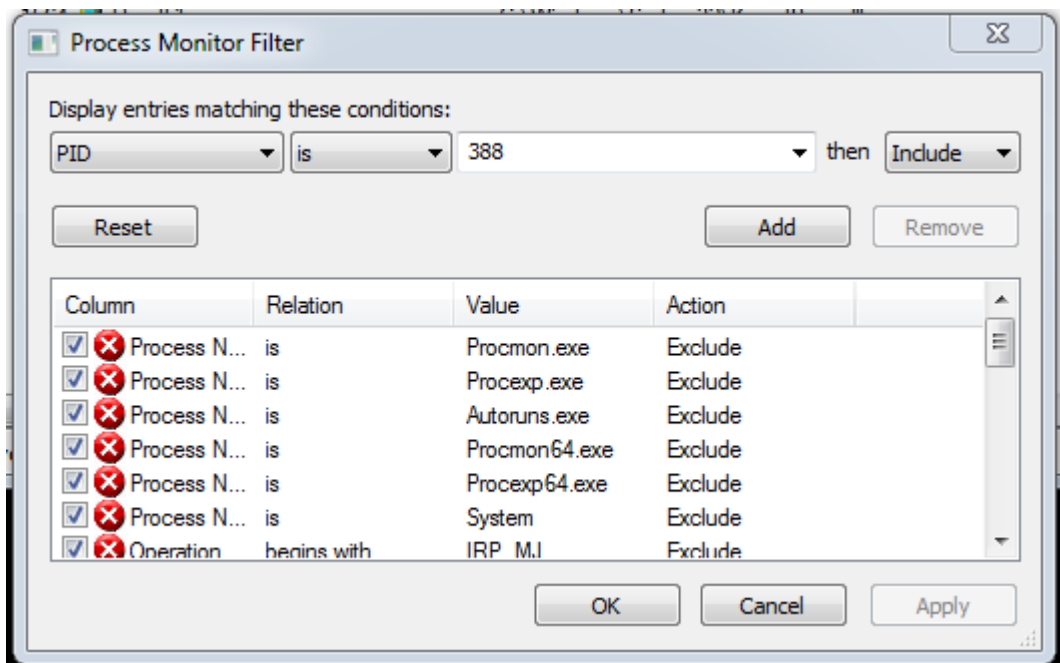 Process Monitor Filter
Display entries matching these conditions:
PID is 388 then Include
Reset Add Remove
Column Relation Value Action
Process N... is Procmon.exe Exclude
Process N... is Procexp.exe Exclude
Process N... is Autoruns.exe Exclude
Process N... is Procmon64.exe Exclude
Process N... is Procexp64.exe Exclude
Process N... is System Exclude
Operation begins with IRP_MJ Exclude
OK Cancel Apply